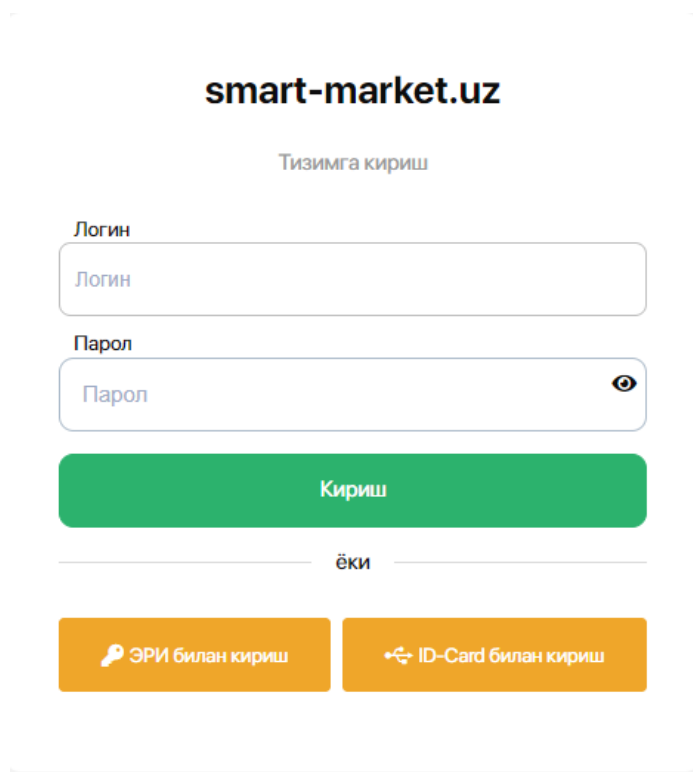 smart-market.uz
Тизимга кириш
Логин
Логин
Парол
Парол
Кириш
ёки
ЭРИ билан кириш
ID-Card билан кириш